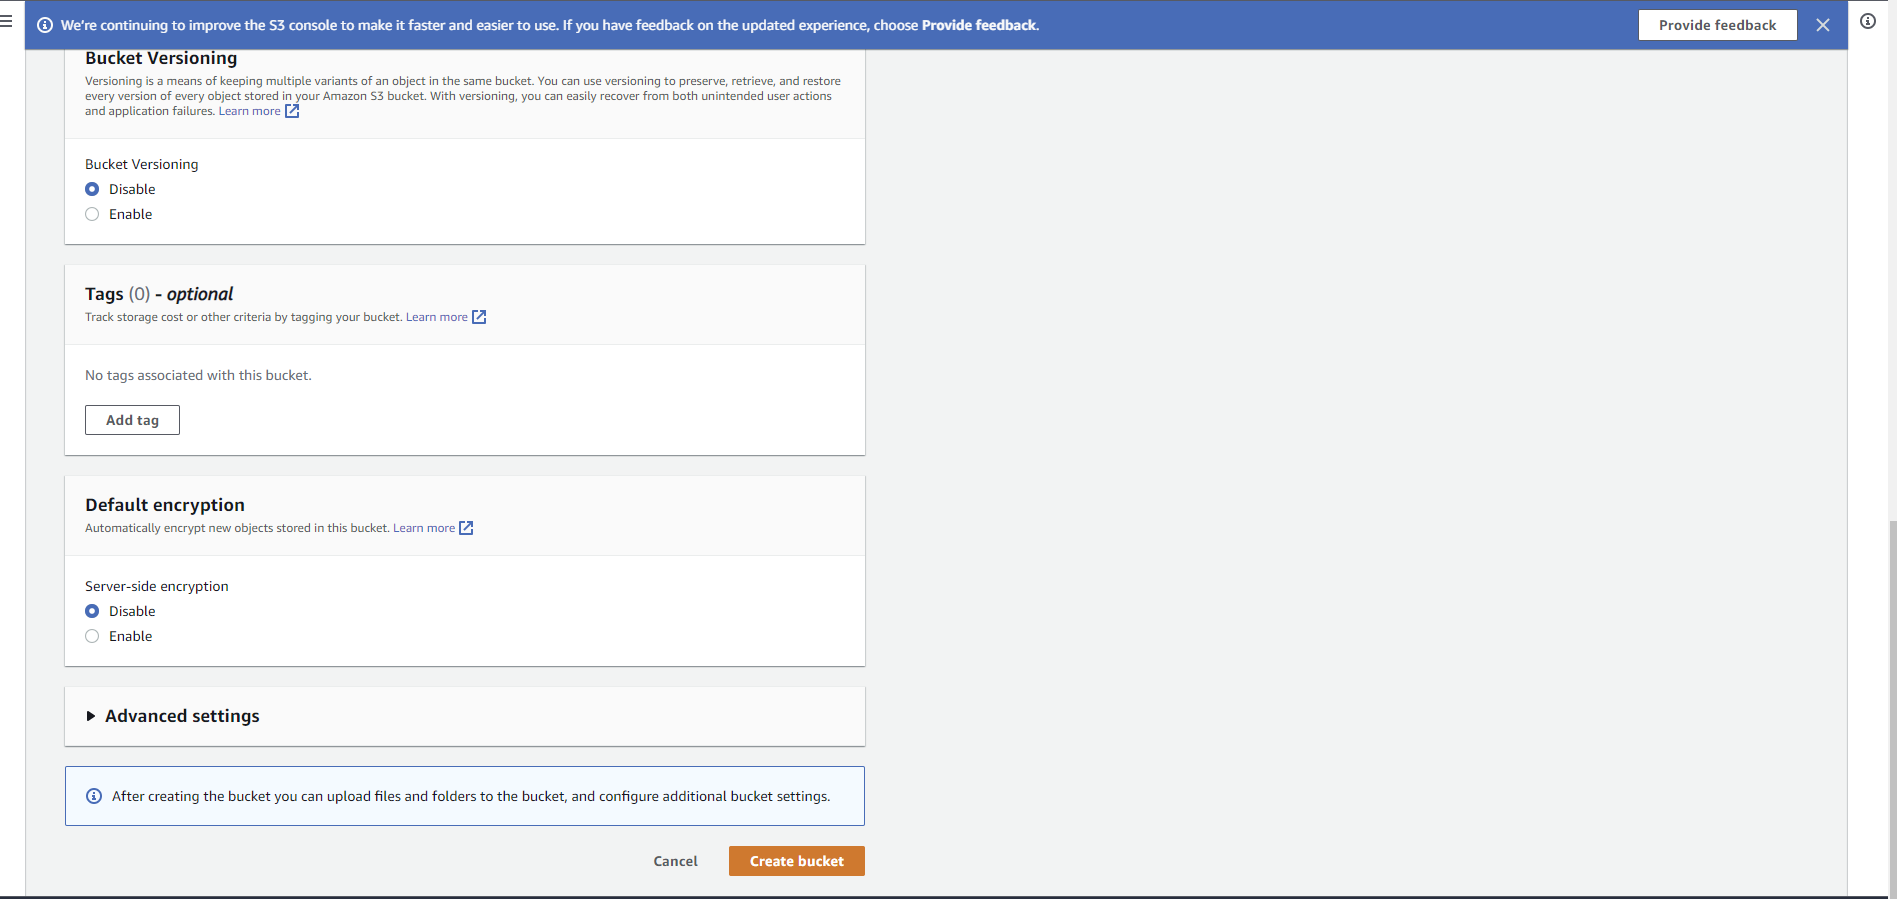 We're continuing to improve the S3 console to make it faster and easier to use. If you have feedback on the updated experience, choose Provide feedback.
Provide feedback
Bucket Versioning
Versioning is a means of keeping multiple variants of an object in the same bucket. You can use versioning to preserve, retrieve, and restore
every version of every object stored in your Amazon S3 bucket. With versioning, you can easily recover from both unintended user actions
and application failures. Learn more
Bucket Versioning
Disable
Enable
Tags (0) - optional
Track storage cost or other criteria by tagging your bucket. Learn more
No tags associated with this bucket.
Add tag
Default encryption
Automatically encrypt new objects stored in this bucket. Learn more
Server-side encryption
Disable
Enable
Advanced settings
After creating the bucket you can upload files and folders to the bucket, and configure additional bucket settings.
Cancel
Create bucket